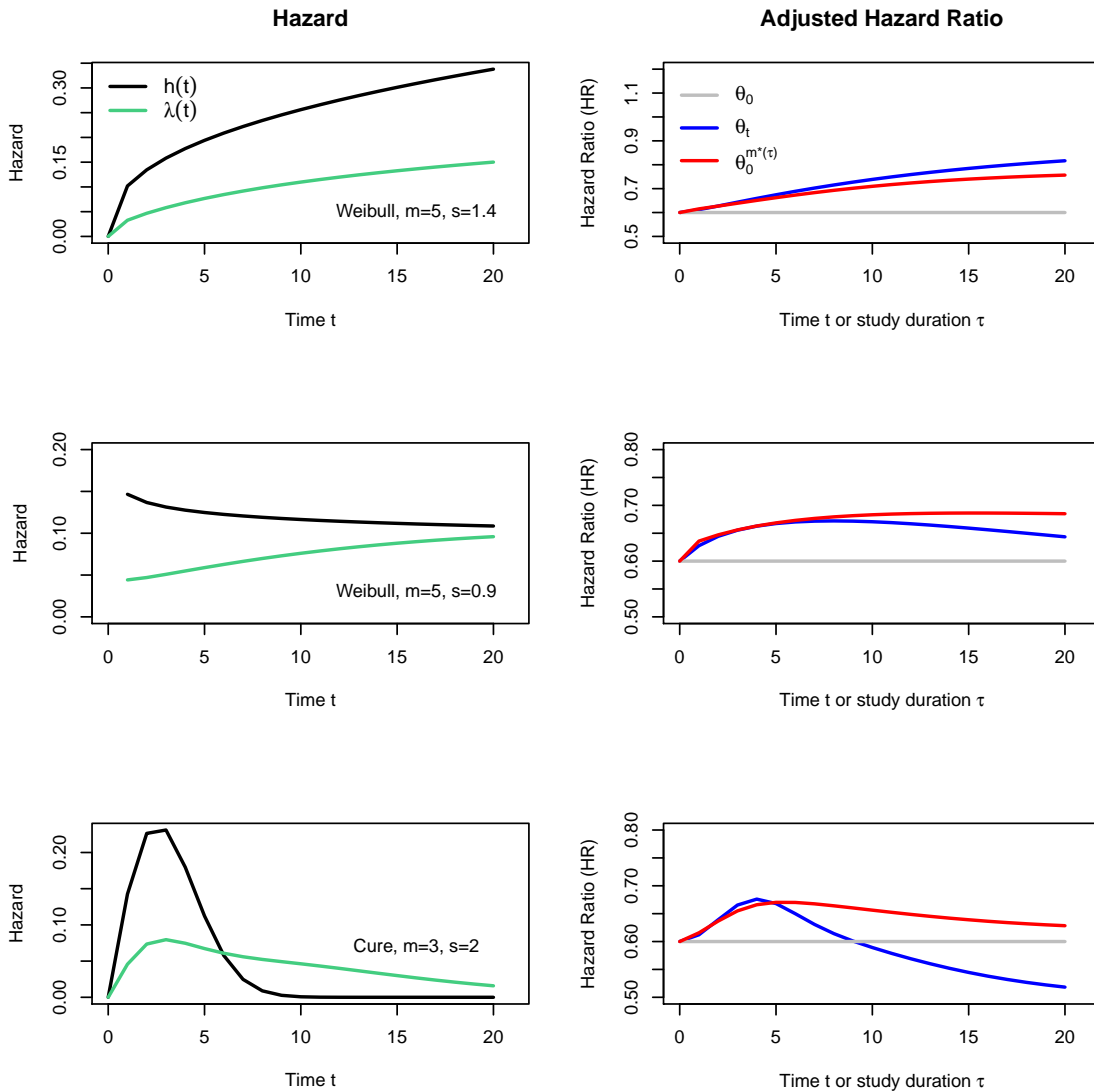 Hazard
Adjusted Hazard Ratio
Hazard
0.00 0.15 0.30
h(t)
λ(t)
Weibull, m=5, s=1.4
0 5 10 15 20
Time t
Hazard Ratio (HR)
0.5 0.7 0.9 1.1
θ₀
θₜ
θ₀^m*(τ)
0 5 10 15 20
Time t or study duration τ
Hazard
0.00 0.10 0.20
Weibull, m=5, s=0.9
0 5 10 15 20
Time t
Hazard Ratio (HR)
0.50 0.60 0.70 0.80
0 5 10 15 20
Time t or study duration τ
Hazard
0.00 0.10 0.20
Cure, m=3, s=2
0 5 10 15 20
Time t
Hazard Ratio (HR)
0.50 0.60 0.70 0.80
0 5 10 15 20
Time t or study duration τ